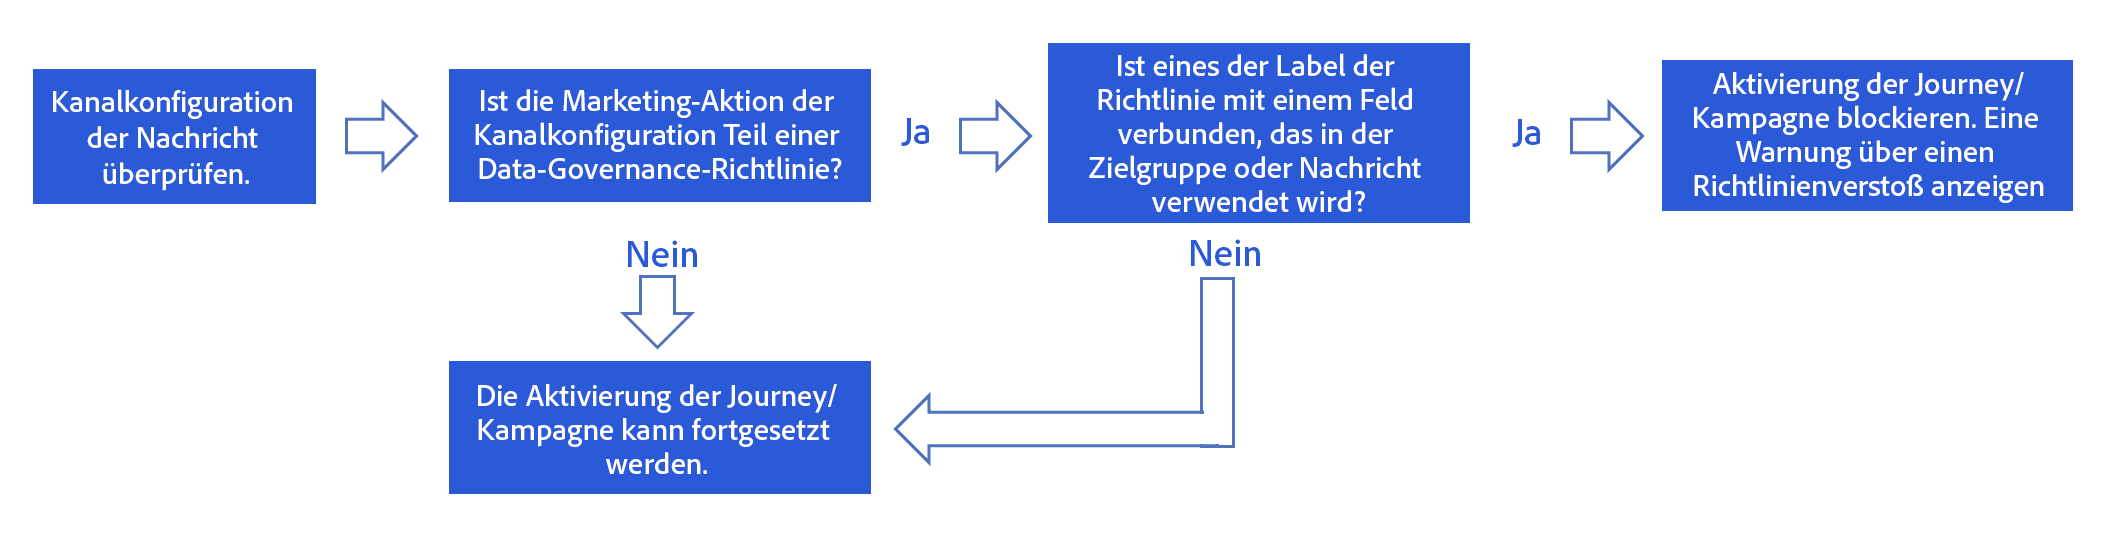 Kanalkonfiguration
der Nachricht
überprüfen.
Ist die Marketing-Aktion der
Kanalkonfiguration Teil einer
Data-Governance-Richtlinie?
Ja
Ist eines der Label der
Richtlinie mit einem Feld
verbunden, das in der
Zielgruppe oder Nachricht
verwendet wird?
Ja
Aktivierung der Journey/
Kampagne blockieren. Eine
Warnung über einen
Richtlinienverstoß anzeigen
Nein
Nein
Die Aktivierung der Journey/
Kampagne kann fortgesetzt
werden.